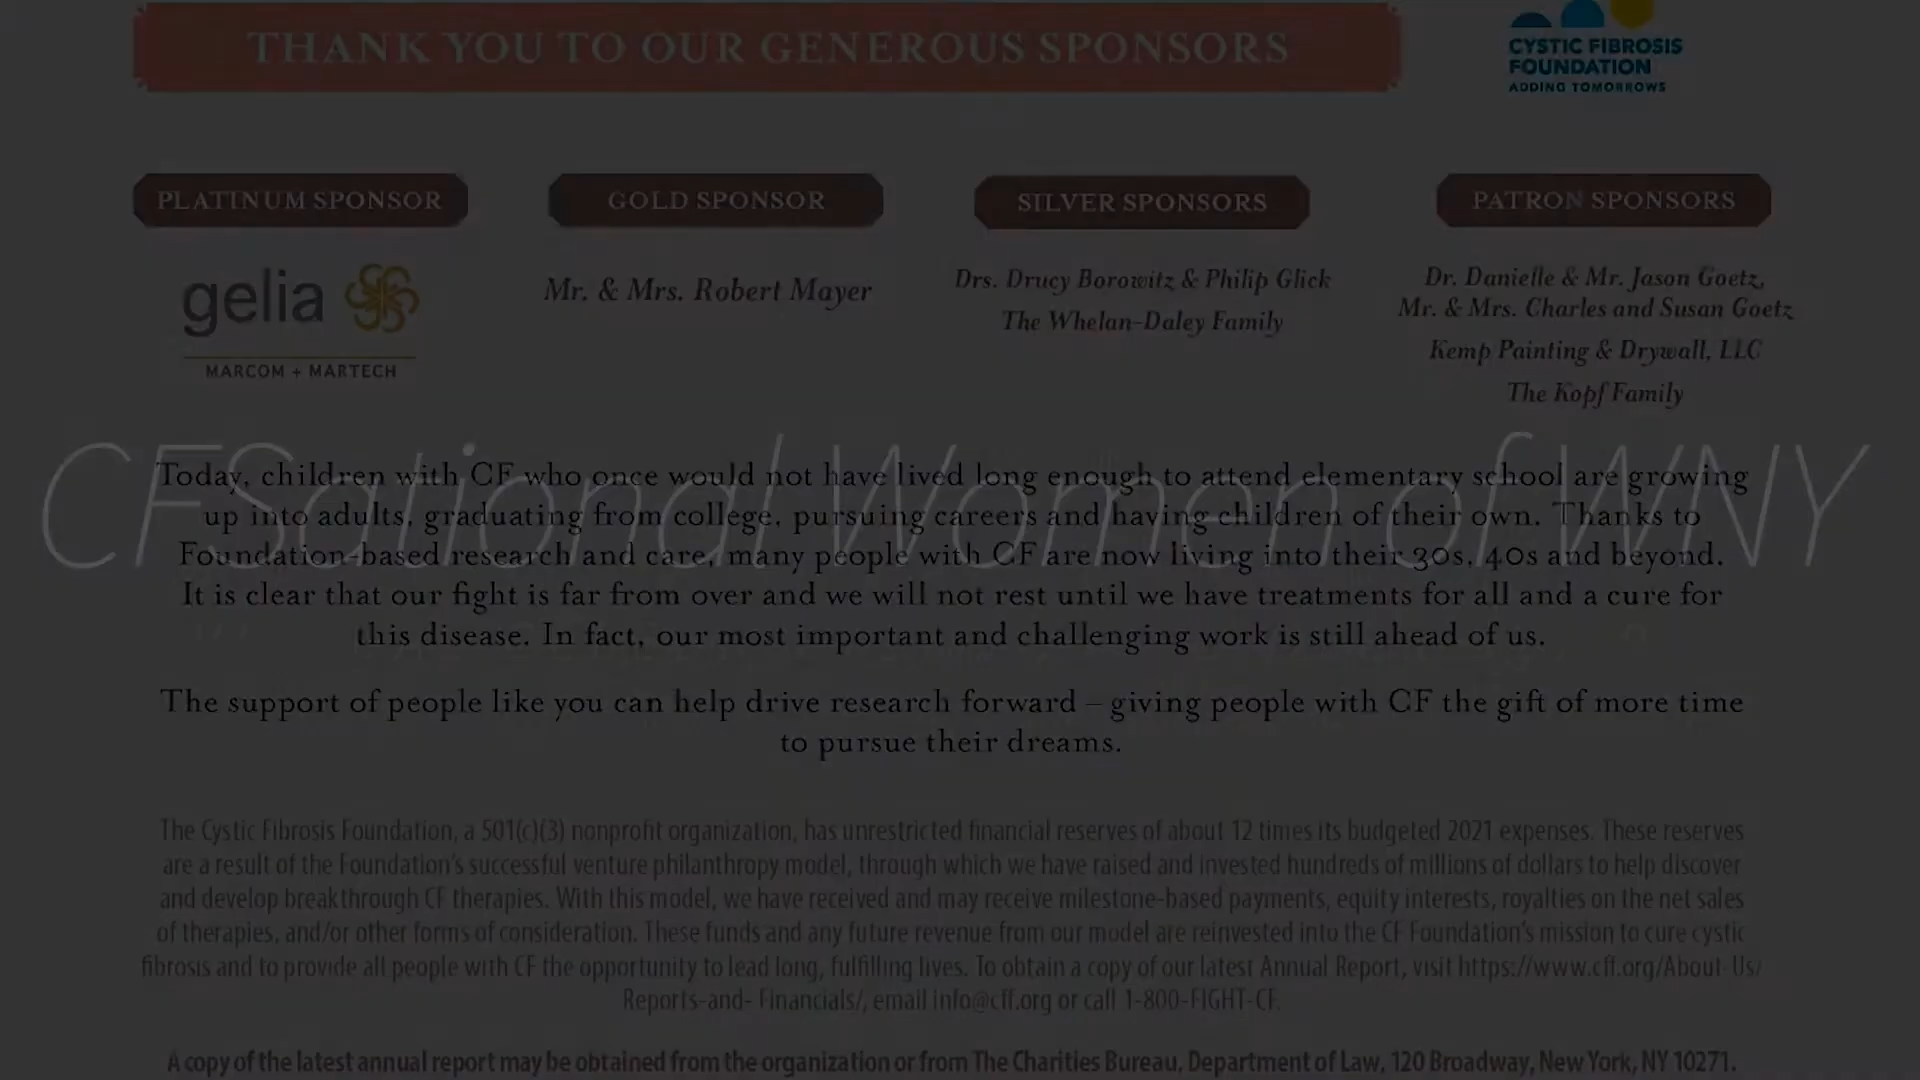 THANK YOU TO OUR GENEROUS SPONSORS
CYSTIC FIBROSIS
FOUNDATION
ADDING TOMORROWS
PLATINUM SPONSOR
gelia
MARCOM + MARTECH
GOLD SPONSOR
Mr. & Mrs. Robert Mayer
SILVER SPONSORS
Drs. Drucy Borowitz & Philip Glick
The Whelan-Daley Family
PATRON SPONSORS
Dr. Danielle & Mr. Jason Goetz,
Mr. & Mrs. Charles and Susan Goetz
Kemp Painting & Drywall, LLC
The Kopf Family
CFSational Women of WNY
Today, children with CF who once would not have lived long enough to attend elementary school are growing
up into adults, graduating from college, pursuing careers and having children of their own. Thanks to
Foundation-based research and care, many people with CF are now living into their 30s, 40s and beyond.
It is clear that our fight is far from over and we will not rest until we have treatments for all and a cure for
this disease. In fact, our most important and challenging work is still ahead of us.
The support of people like you can help drive research forward – giving people with CF the gift of more time
to pursue their dreams.
The Cystic Fibrosis Foundation, a 501(c)(3) nonprofit organization, has unrestricted financial reserves of about 12 times its budgeted 2021 expenses. These reserves
are a result of the Foundation's successful venture philanthropy model, through which we have raised and invested hundreds of millions of dollars to help discover
and develop breakthrough CF therapies. With this model, we have received and may receive milestone-based payments, equity interests, royalties on the net sales
of therapies, and/or other forms of consideration. These funds and any future revenue from our model are reinvested into the CF Foundation's mission to cure cystic
fibrosis and to provide all people with CF the opportunity to lead long, fulfilling lives. To obtain a copy of our latest Annual Report, visit https://www.cff.org/About-Us/
Reports-and- Financials/, email info@cff.org or call 1-800-FIGHT-CF.
A copy of the latest annual report may be obtained from the organization or from The Charities Bureau, Department of Law, 120 Broadway, New York, NY 10271.